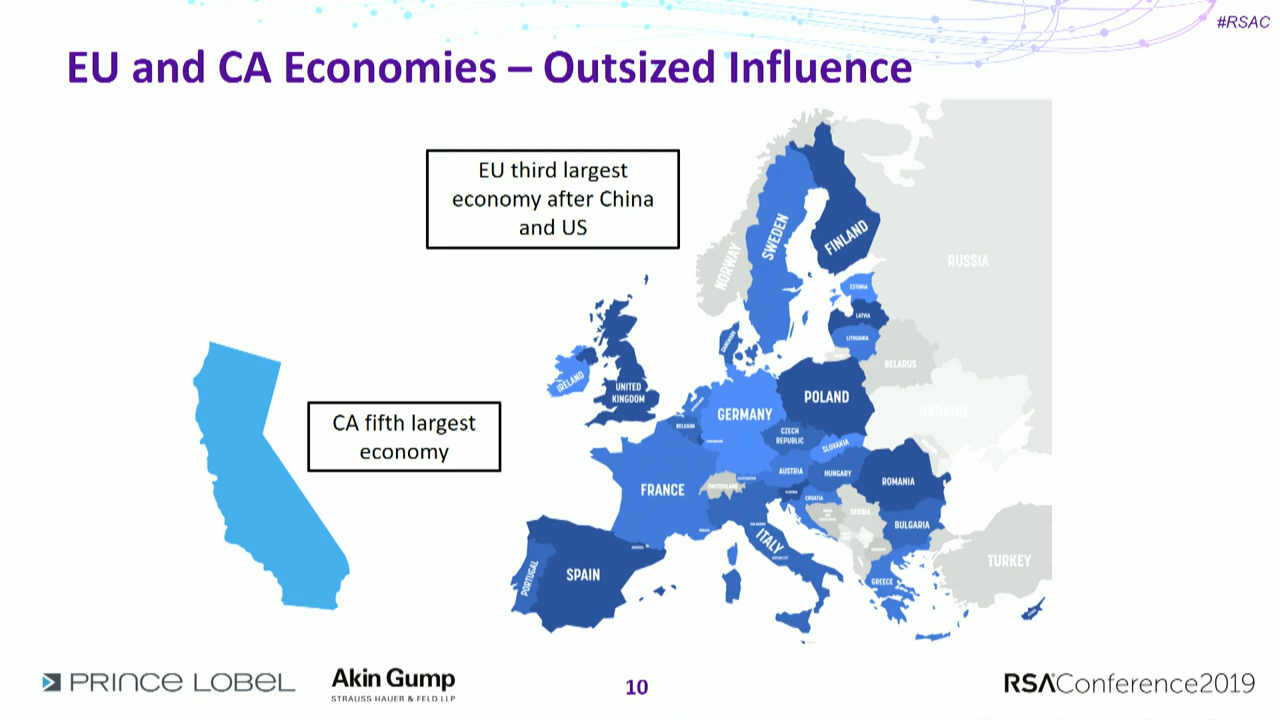 #RSAC
EU and CA Economies – Outsized Influence
EU third largest
economy after China
and US
CA fifth largest
economy
NORWAY
SWEDEN
FINLAND
RUSSIA
ESTONIA
LATVIA
LITHUANIA
BELARUS
IRELAND
UNITED
KINGDOM
BELGIUM
GERMANY
POLAND
UKRAINE
CZECH
REPUBLIC
SLOVAKIA
FRANCE
SWITZERLAND
AUSTRIA
HUNGARY
ROMANIA
CROATIA
SERBIA
BULGARIA
ITALY
PORTUGAL
SPAIN
GREECE
TURKEY
PRINCE LOBEL
Akin Gump
STRAUSS HAUER & FELD LLP
10
RSAConference2019